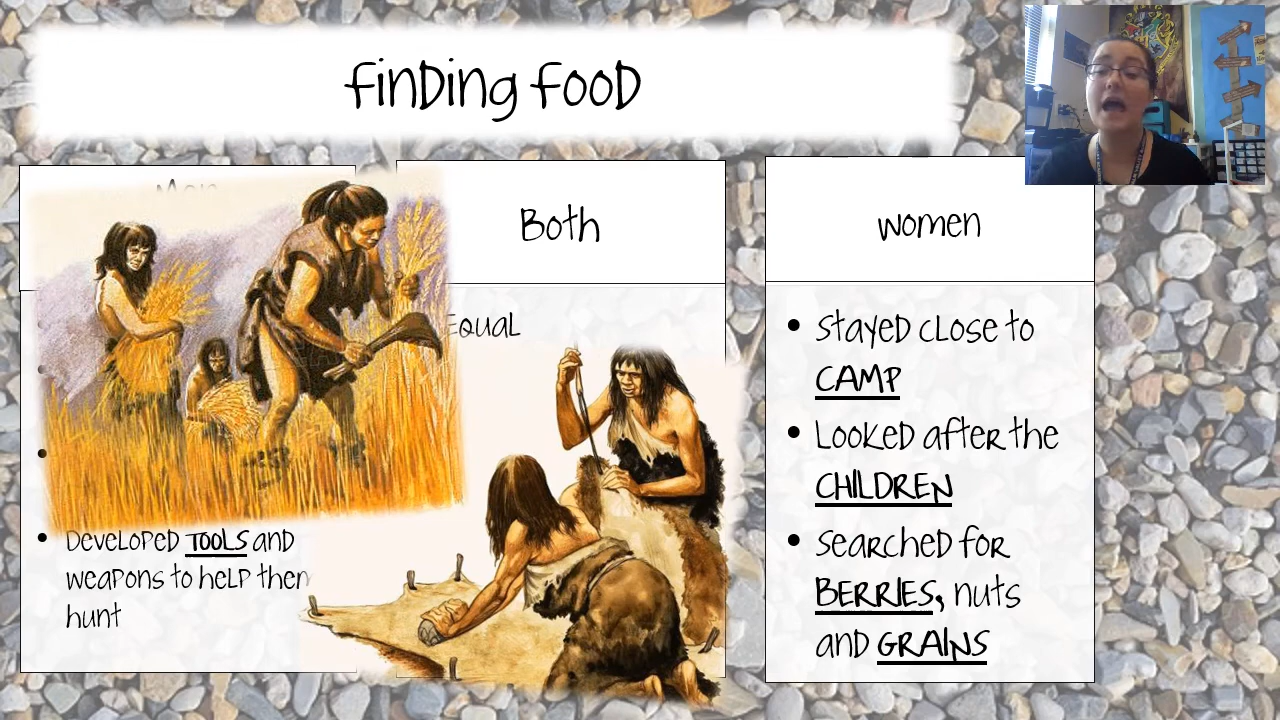 Finding Food
Men
Both
women
Equal
Stayed close to
CAMP
Looked after the
CHILDREN
Searched for
BERRIES, nuts
and GRAINS
Developed TOOLS and
weapons to help them
hunt